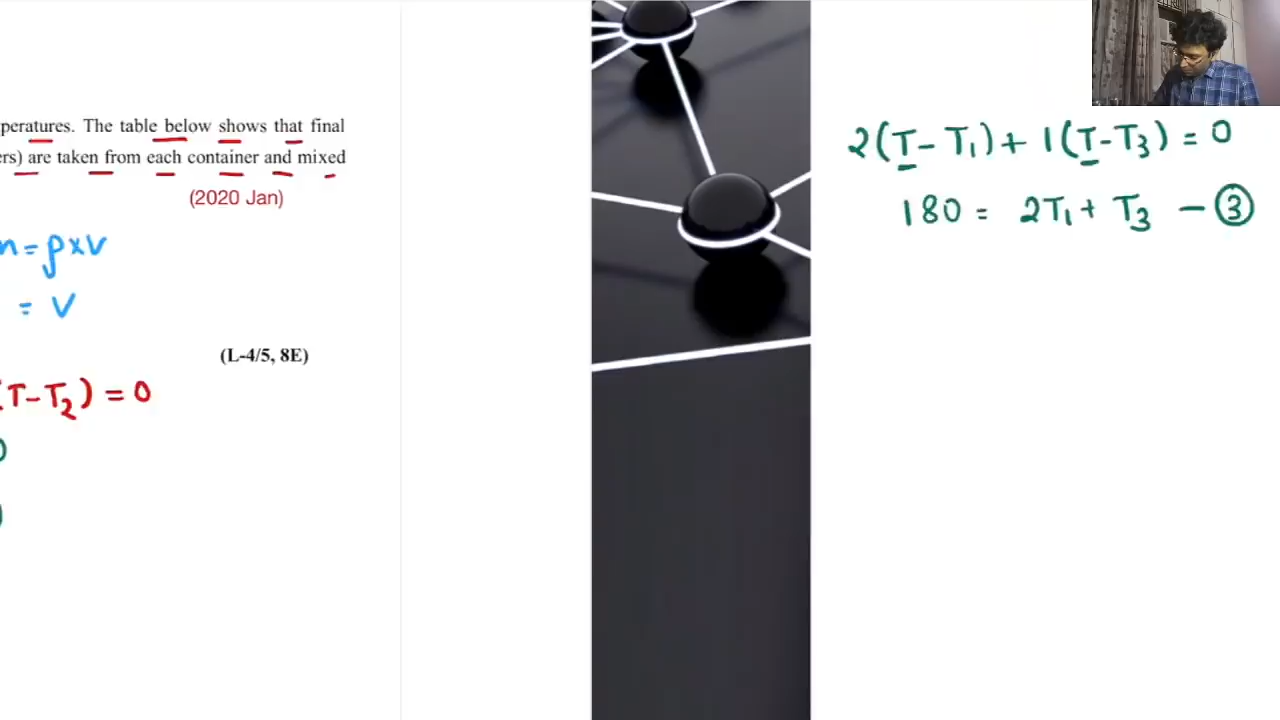 peratures. The table below shows that final
ers) are taken from each container and mixed
(2020 Jan)
m = ρ×V
= V
(L-4/5, 8E)
(T-T₂) = 0
0
2(T-T₁) + 1(T-T₃) = 0
180 = 2T₁ + T₃ - ③